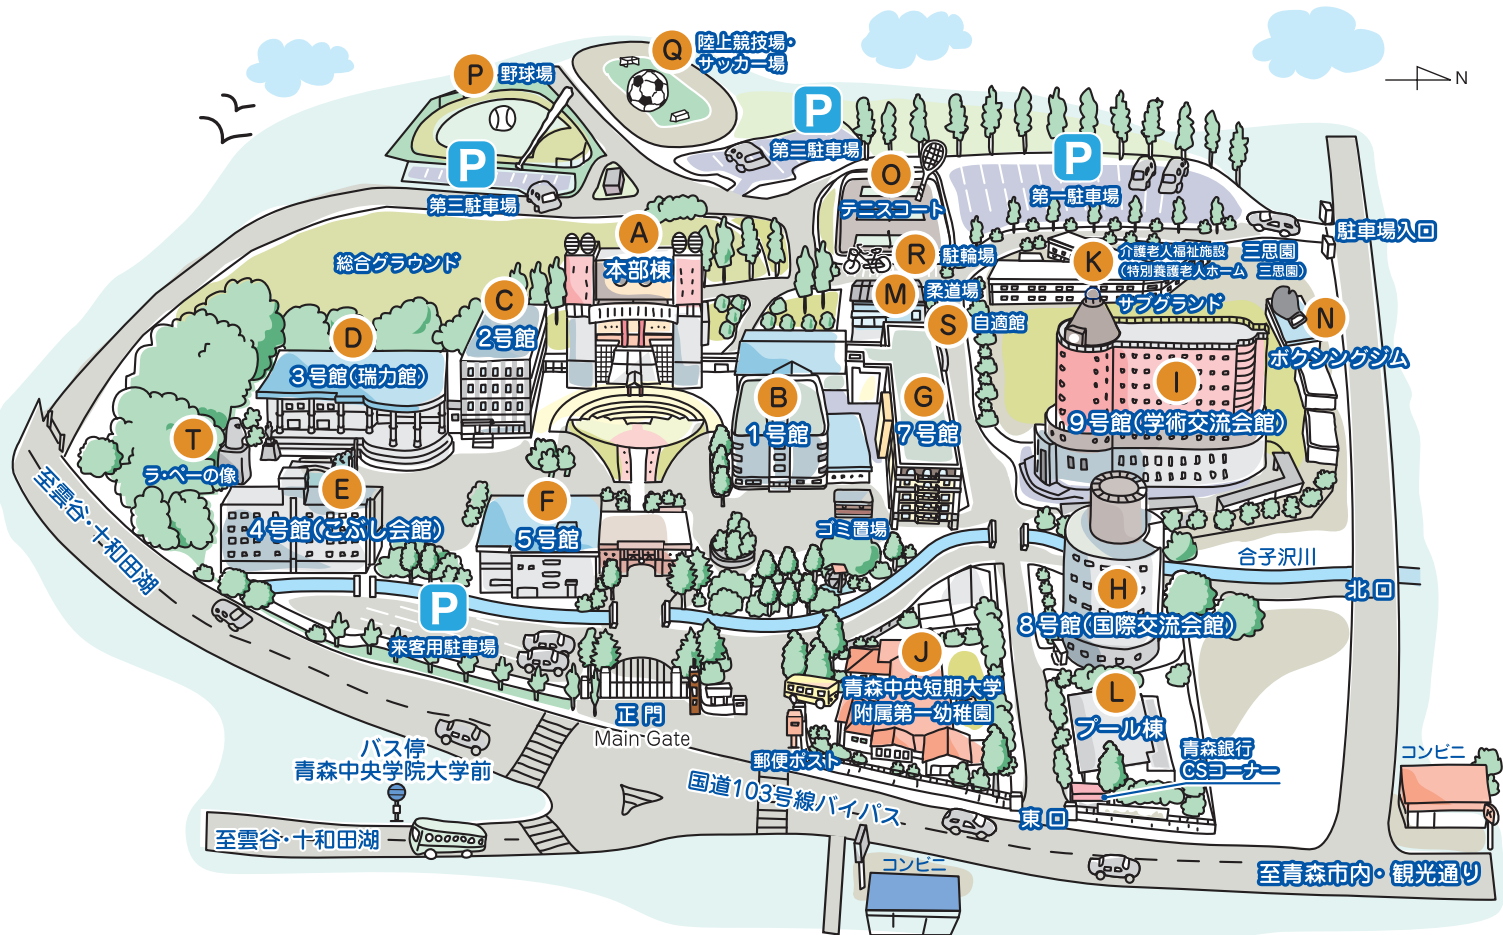 Q
陸上競技場・
サッカー場
P
野球場
N
P
第二駐車場
P
第一駐車場
P
第三駐車場
O
テニスコート
駐車場入口
A
本部棟
総合グラウンド
R
駐輪場
K
介護老人福祉施設 三思園
(特別養護老人ホーム 三思園)
C
2号館
M
柔道場
サブグランド
S
自適館
N
ボクシングジム
D
3号館(瑞力館)
B
1号館
G
7号館
I
9号館(学術交流会館)
T
ラ・ペーの像
E
4号館(こぶし会館)
F
5号館
ゴミ置場
至雲谷・十和田湖
合子沢川
北口
H
8号館(国際交流会館)
P
来客用駐車場
J
青森中央短期大学
附属第一幼稚園
L
プール棟
正門
Main Gate
郵便ポスト
青森銀行
CSコーナー
コンビニ
バス停
青森中央学院大学前
国道103号線バイパス
東口
至雲谷・十和田湖
コンビニ
至青森市内・観光通り